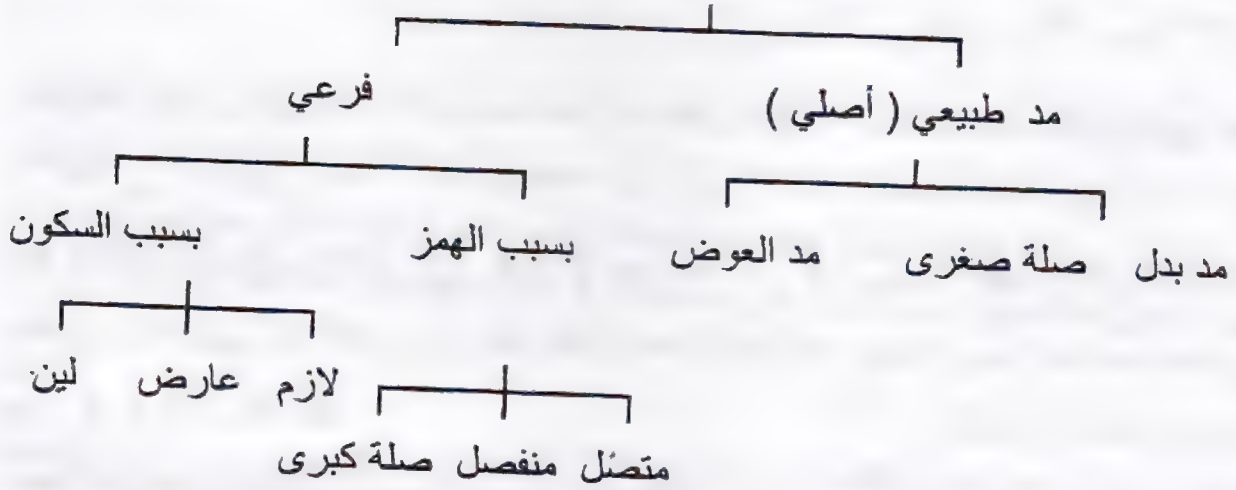 مد طبيعي ( أصلي ) فرعي
مد بدل صلة صغرى مد العوض بسبب الهمز بسبب السكون
لازم عارض لين
متصل منفصل صلة كبرى